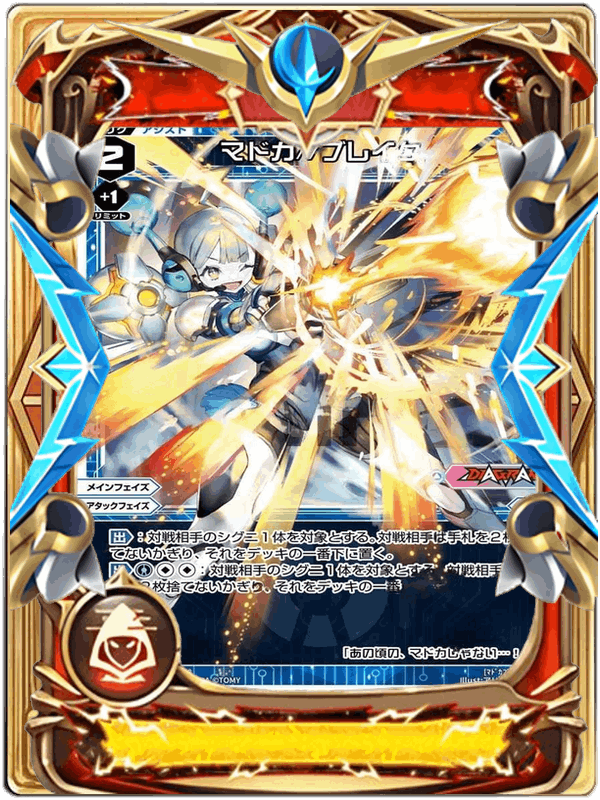 アシスト
マドカ//ブレイク
2
+1
リミット
DIVA
メインフェイズ
アタックフェイズ
出:対戦相手のシグニ1体を対象とする。対戦相手は手札を2枚
てないかぎり、それをデッキの一番下に置く。
出 :対戦相手のシグニ1体を対象とする。対戦相手
2枚捨てないかぎり、それをデッキの一番
「あの頃の、マドカじゃない…!
©TOMY
Illust: